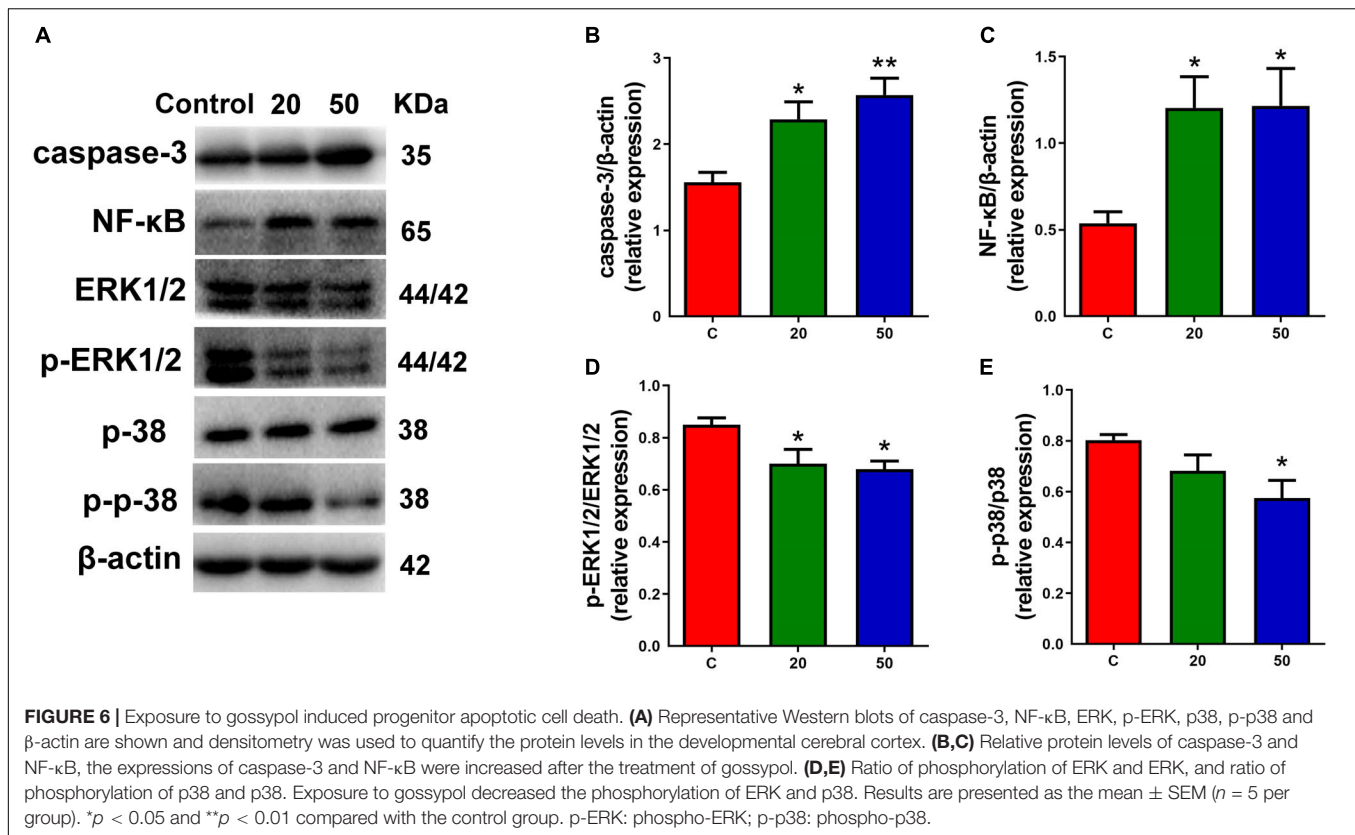 A
Control 20 50 KDa
caspase-3 35
NF-κB 65
ERK1/2 44/42
p-ERK1/2 44/42
p-38 38
p-p-38 38
β-actin 42
B
caspase-3/β-actin
(relative expression)
3
2
1
0
*
**
C 20 50
C
NF-κB/β-actin
(relative expression)
1.5
1.0
0.5
0.0
*
*
C 20 50
D
p-ERK1/2/ERK1/2
(relative expression)
1.0
0.8
0.6
0.4
0.2
0.0
*
*
C 20 50
E
p-p38/p38
(relative expression)
1.0
0.8
0.6
0.4
0.2
0.0
*
C 20 50
FIGURE 6 | Exposure to gossypol induced progenitor apoptotic cell death. (A) Representative Western blots of caspase-3, NF-κB, ERK, p-ERK, p38, p-p38 and
β-actin are shown and densitometry was used to quantify the protein levels in the developmental cerebral cortex. (B,C) Relative protein levels of caspase-3 and
NF-κB, the expressions of caspase-3 and NF-κB were increased after the treatment of gossypol. (D,E) Ratio of phosphorylation of ERK and ERK, and ratio of
phosphorylation of p38 and p38. Exposure to gossypol decreased the phosphorylation of ERK and p38. Results are presented as the mean ± SEM (n = 5 per
group). *p < 0.05 and **p < 0.01 compared with the control group. p-ERK: phospho-ERK; p-p38: phospho-p38.